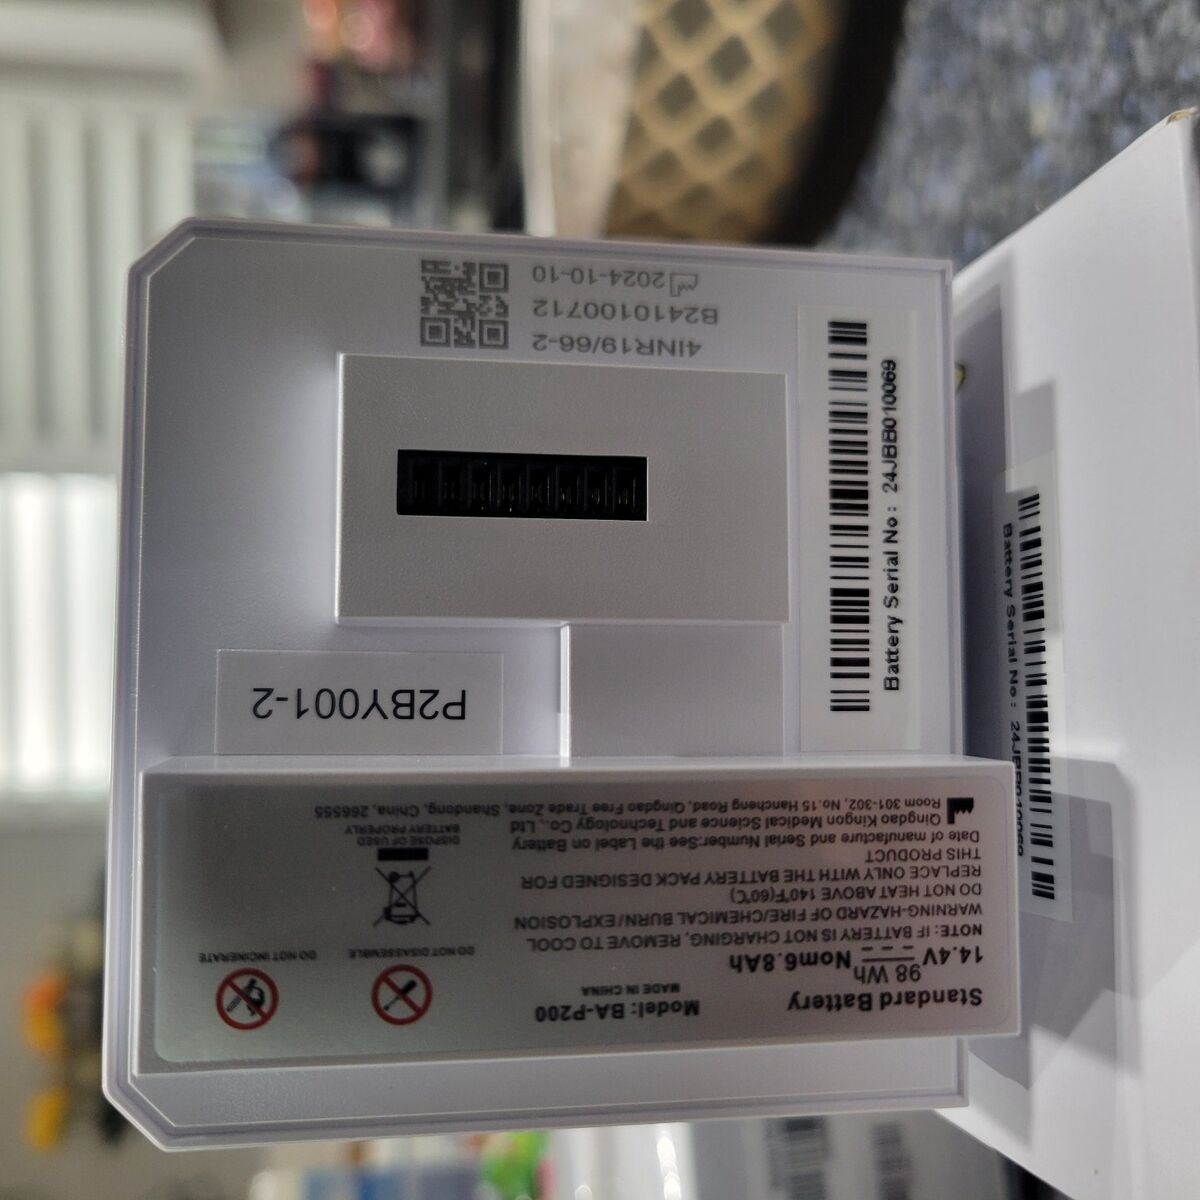 Standard Battery
Model: BA-P200
MADE IN CHINA
98 Wh
14.4V Nom6.8Ah
NOTE: IF BATTERY IS NOT CHARGING, REMOVE TO COOL
WARNING-HAZARD OF FIRE/CHEMICAL BURN/EXPLOSION
DO NOT HEAT ABOVE 140℉(60℃)
REPLACE ONLY WITH THE BATTERY PACK DESIGNED FOR
THIS PRODUCT
Date of manufacture and Serial Number:See the Label on Battery
Qingdao Kingon Medical Science and Technology Co., Ltd
Room 301-302, No.15 Hancheng Road, Qingdao Free Trade Zone, Shandong, China, 266555
DO NOT DISASSEMBLE
DO NOT INCINERATE
DISPOSE OF USED
BATTERY PROPERLY
P2BY001-2
4INR19/66-2
B2410100712
2024-10-10
Battery Serial No: 24JBB010069
Battery Serial No: 24JBB010069